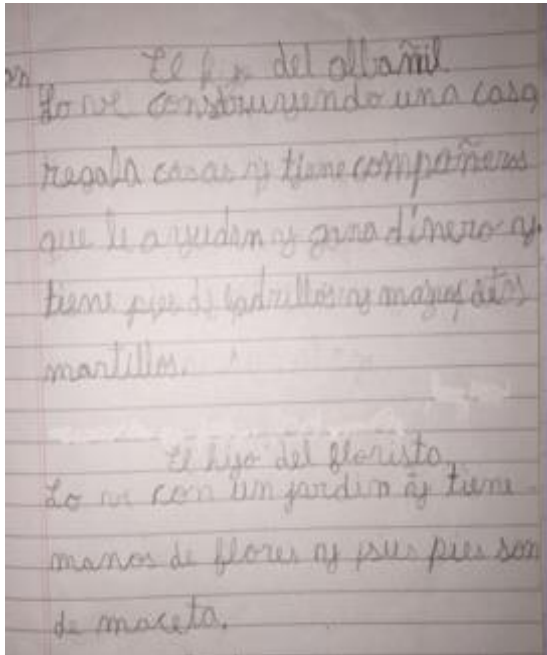 El hijo del albañil
Lo ve construyendo una casa
regala casas y tiene compañeros
que le ayudan y gana dinero y
tiene pies de ladrillos y manos de
martillos.
El hijo del floristo
Lo ve con un jardin y tiene
manos de flores y sus pies son
de maceta.